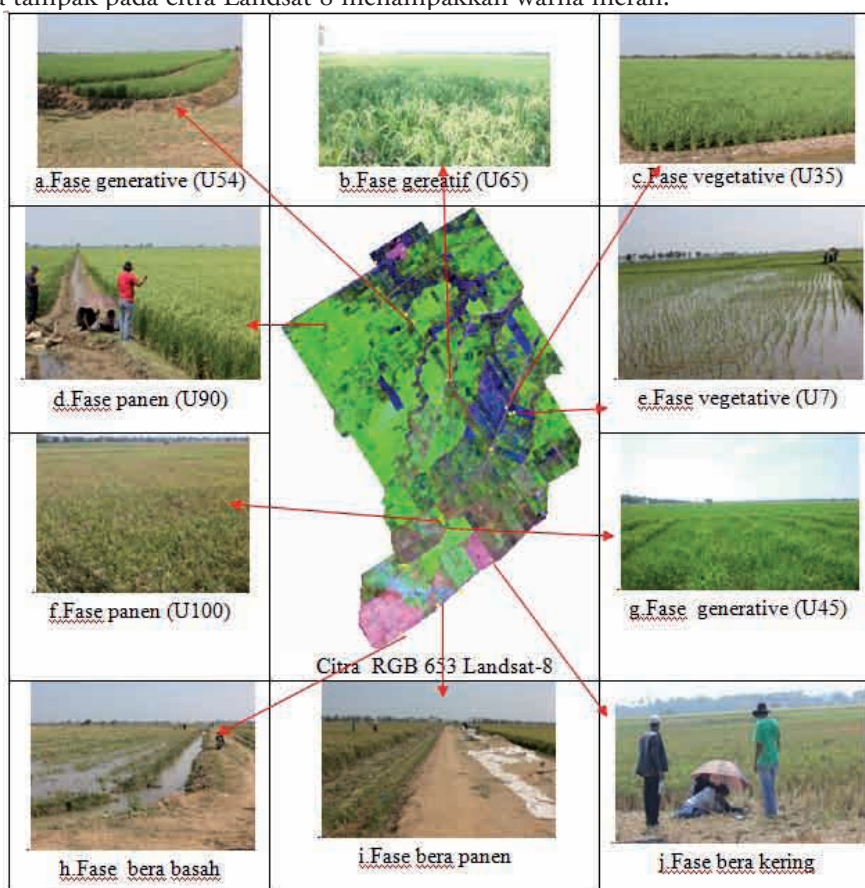 tampak pada citra Landsat 8 menampakkan warna merah.
a.Fase generative (U54)
b.Fase gereatif (U65)
c.Fase vegetative (U35)
d.Fase panen (U90)
e.Fase vegetative (U7)
f.Fase panen (U100)
g.Fase generative (U45)
Citra RGB 653 Landsat-8
h.Fase bera basah
i.Fase bera panen
j.Fase bera kering